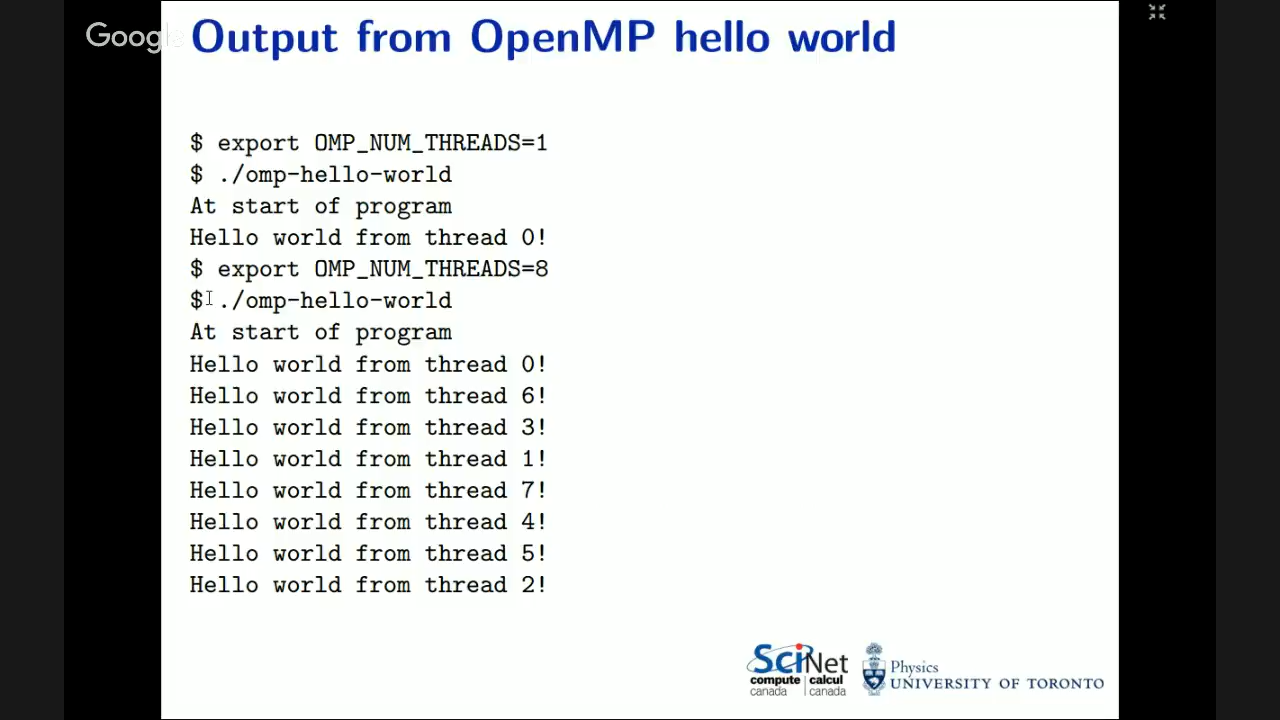 Google
Output from OpenMP hello world
$ export OMP_NUM_THREADS=1
$ ./omp-hello-world
At start of program
Hello world from thread 0!
$ export OMP_NUM_THREADS=8
$ ./omp-hello-world
At start of program
Hello world from thread 0!
Hello world from thread 6!
Hello world from thread 3!
Hello world from thread 1!
Hello world from thread 7!
Hello world from thread 4!
Hello world from thread 5!
Hello world from thread 2!
SciNet
compute | calcul
canada | canada
Physics
UNIVERSITY OF TORONTO